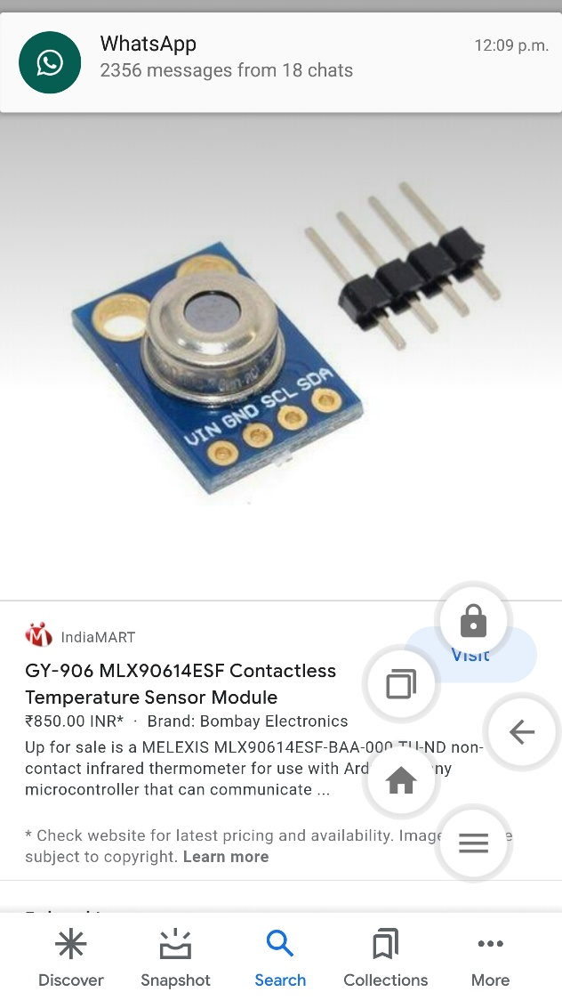 WhatsApp
12:09 p.m.
2356 messages from 18 chats
VIN GND SCL SDA
IndiaMART
Visit
GY-906 MLX90614ESF Contactless
Temperature Sensor Module
₹850.00 INR* · Brand: Bombay Electronics
Up for sale is a MELEXIS MLX90614ESF-BAA-000-TU-ND non-
contact infrared thermometer for use with Ard ny
microcontroller that can communicate ...
* Check website for latest pricing and availability. Image e
subject to copyright. Learn more
Discover
Snapshot
Search
Collections
More